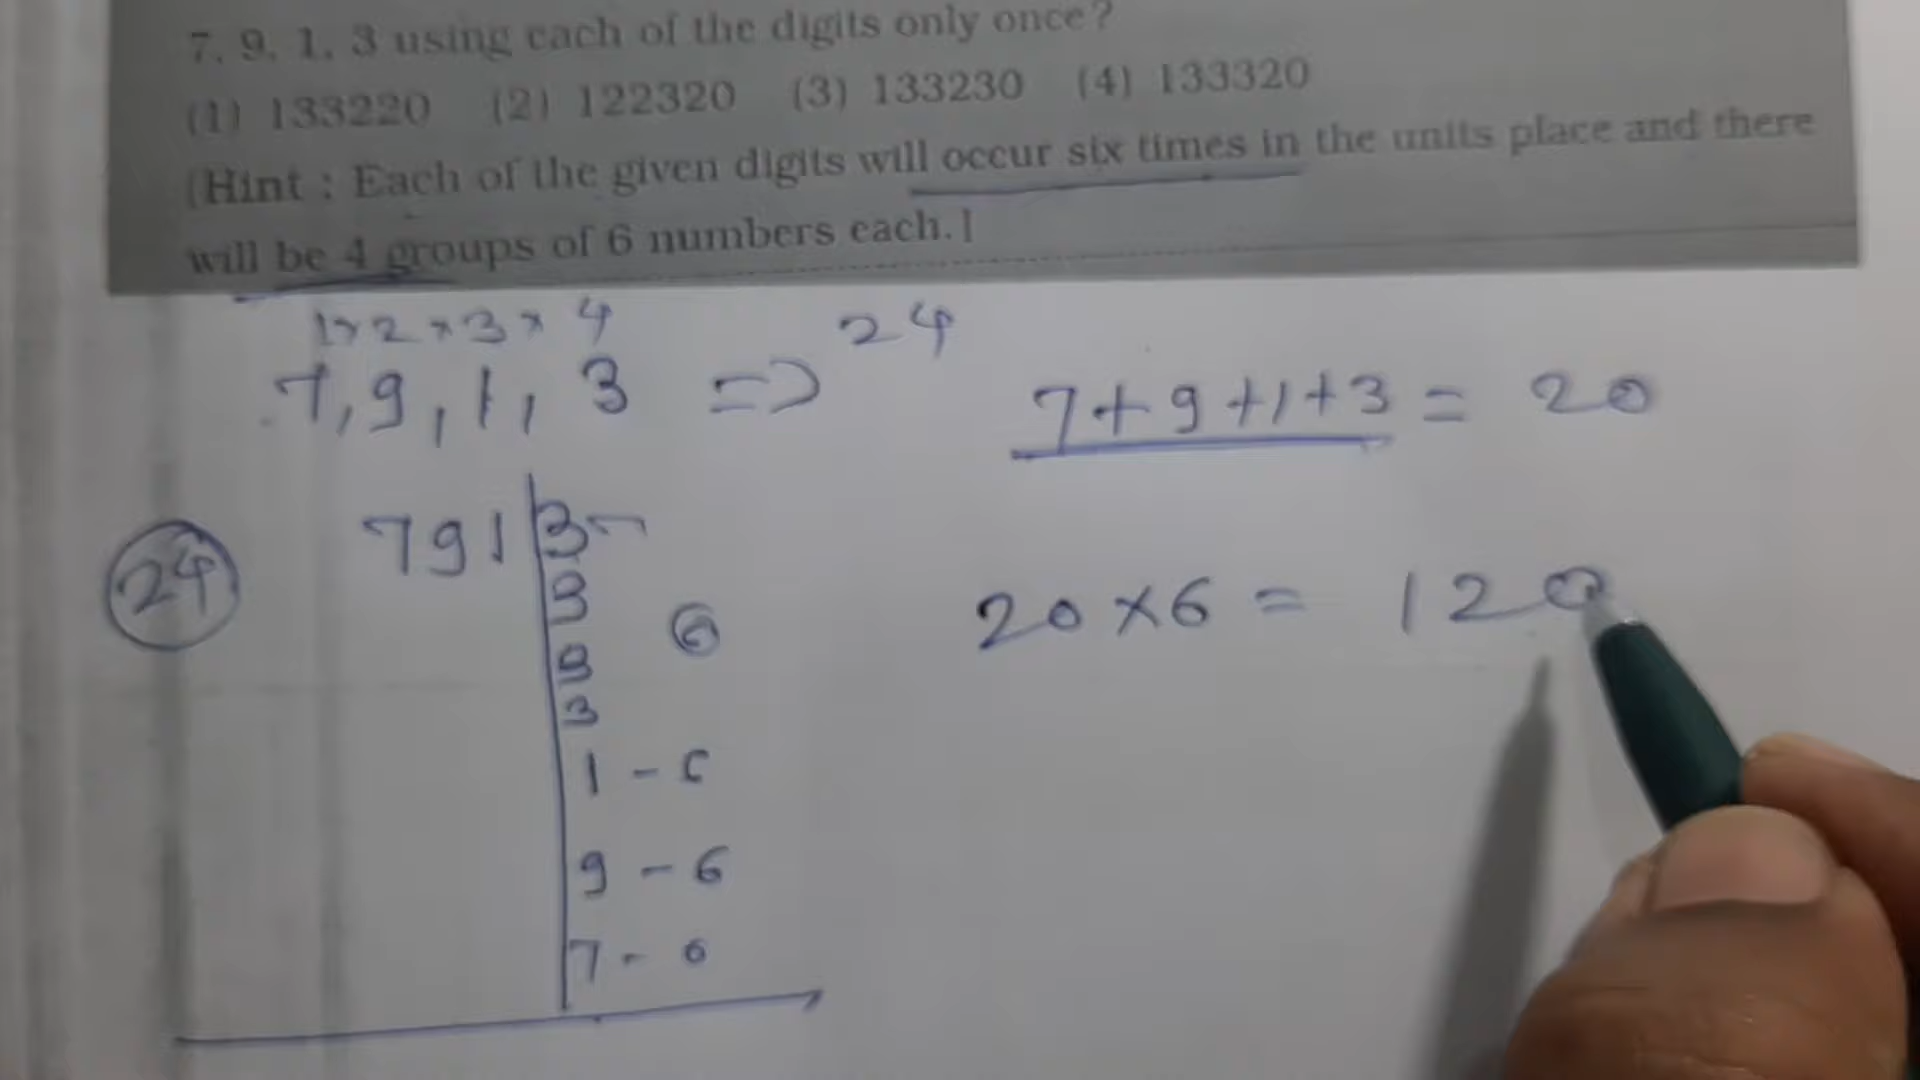 7, 9, 1, 3 using each of the digits only once?
(1) 133220 (2) 122320 (3) 133230 (4) 133320
[Hint : Each of the given digits will occur six times in the units place and there
will be 4 groups of 6 numbers each.]
1×2×3×4
7, 9, 1, 3 => 24
7+9+1+3 = 20
24
7913
3
3
3
6
1 - 6
9 - 6
7 - 6
20×6 = 120